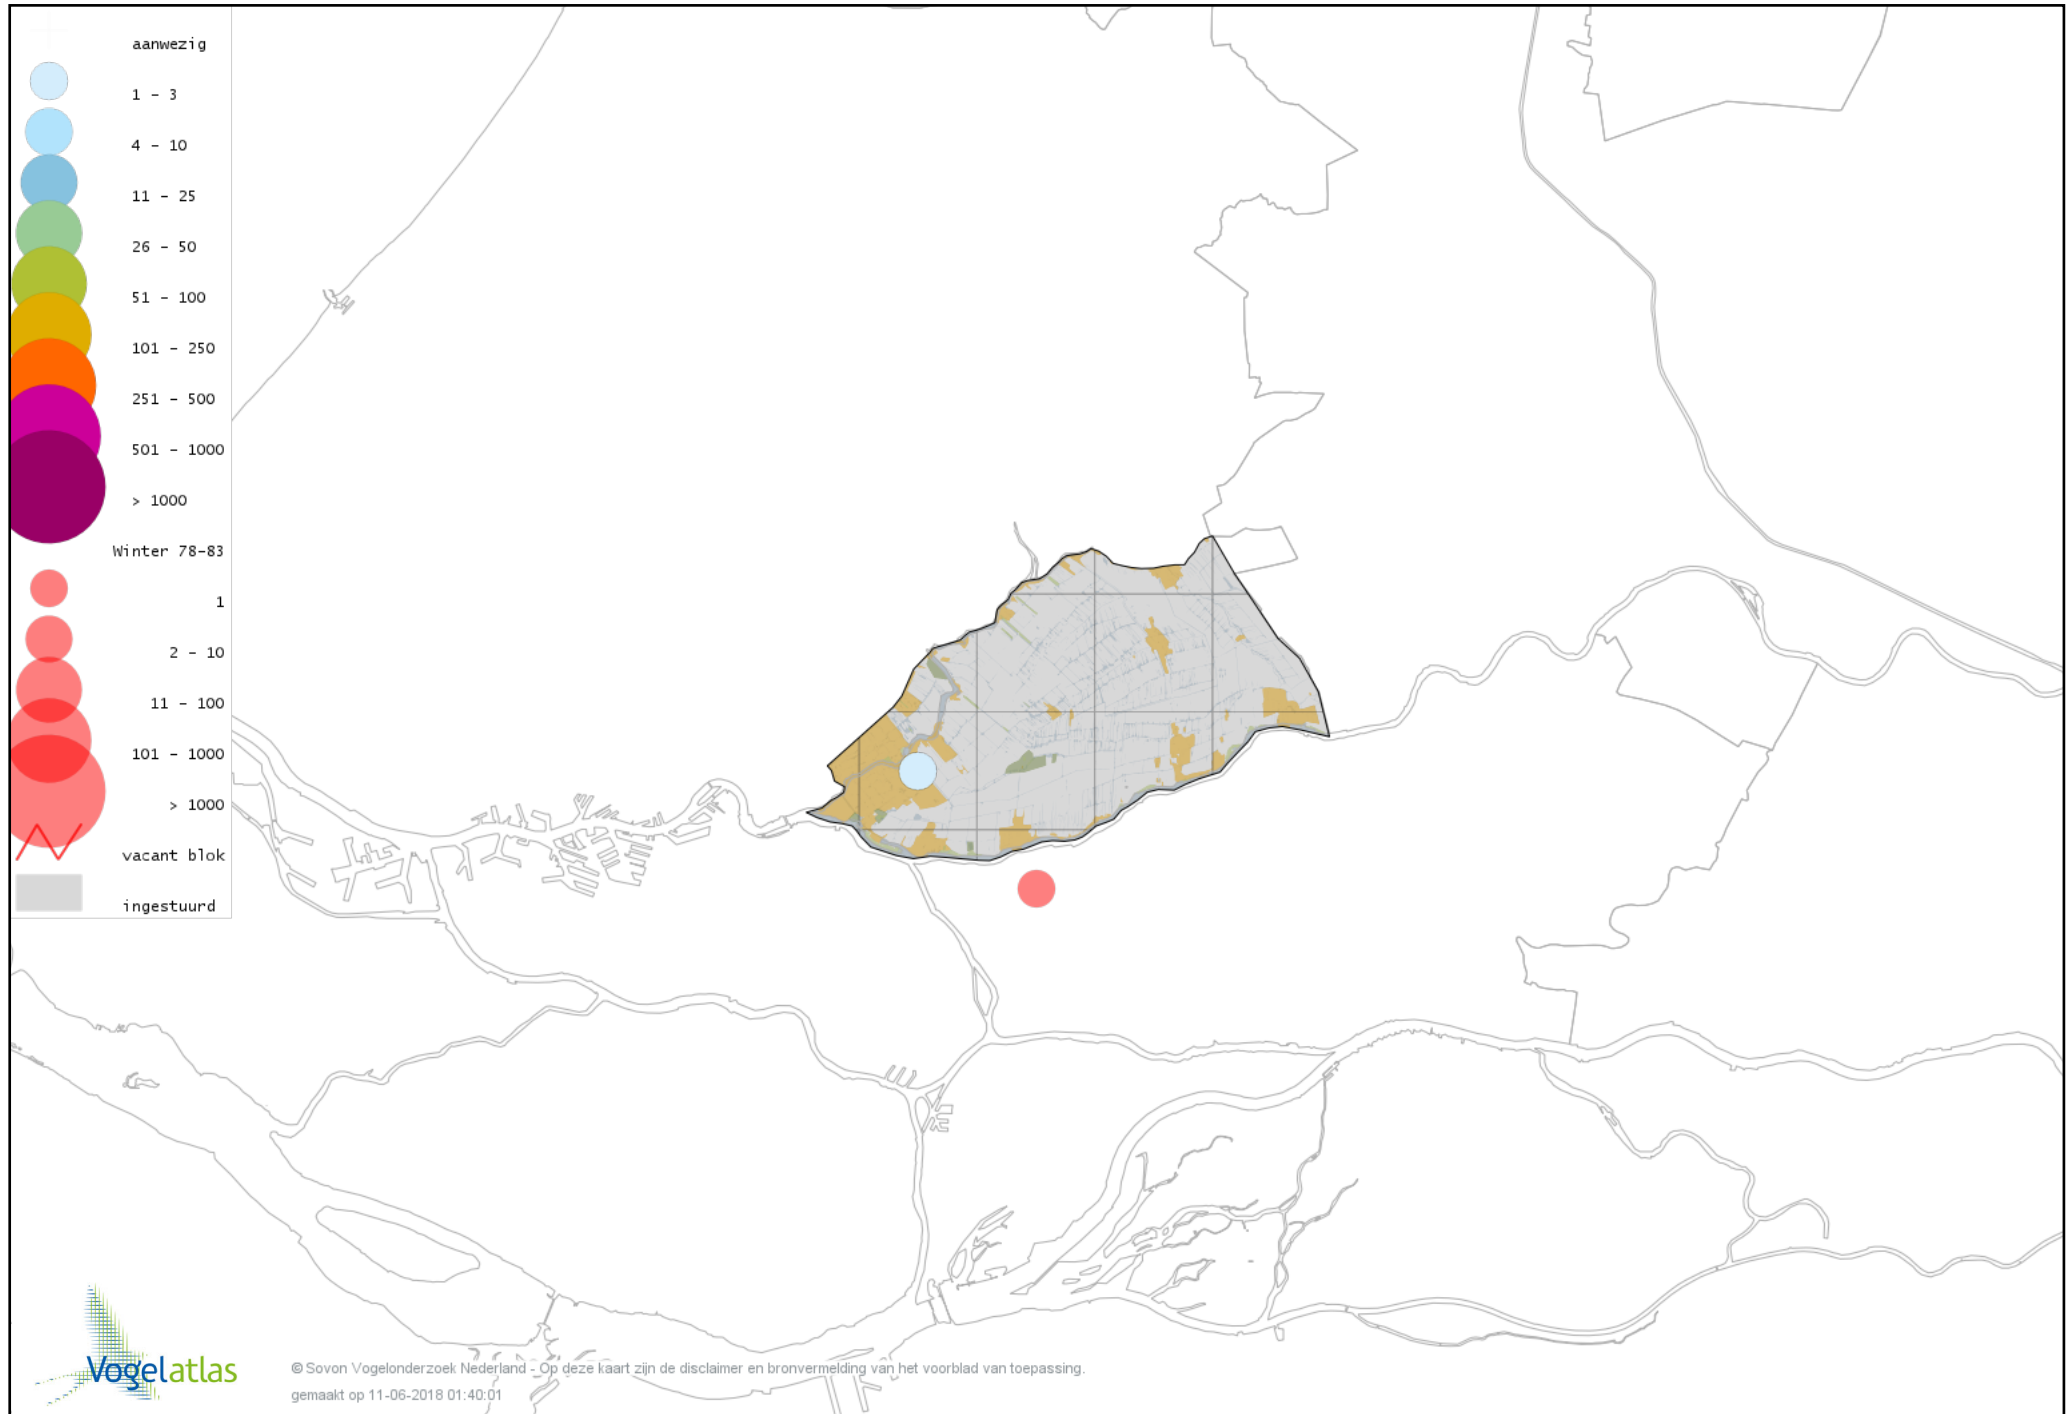 aanwezig
1 - 3
4 - 10
11 - 25
26 - 50
51 - 100
101 - 250
251 - 500
501 - 1000
> 1000
Winter 78-83
1
2 - 10
11 - 100
101 - 1000
> 1000
vacant blok
ingestuurd
Vogelatlas
© Sovon Vogelonderzoek Nederland - Op deze kaart zijn de disclaimer en bronvermelding van het voorblad van toepassing.
gemaakt op 11-06-2018 01:40:01